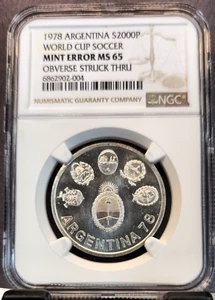 1978 ARGENTINA S2000P
WORLD CUP SOCCER
MINT ERROR MS 65
OBVERSE STRUCK THRU
6862902-004
NUMISMATIC GUARANTY COMPANY
NGC
ARGENTINA 78